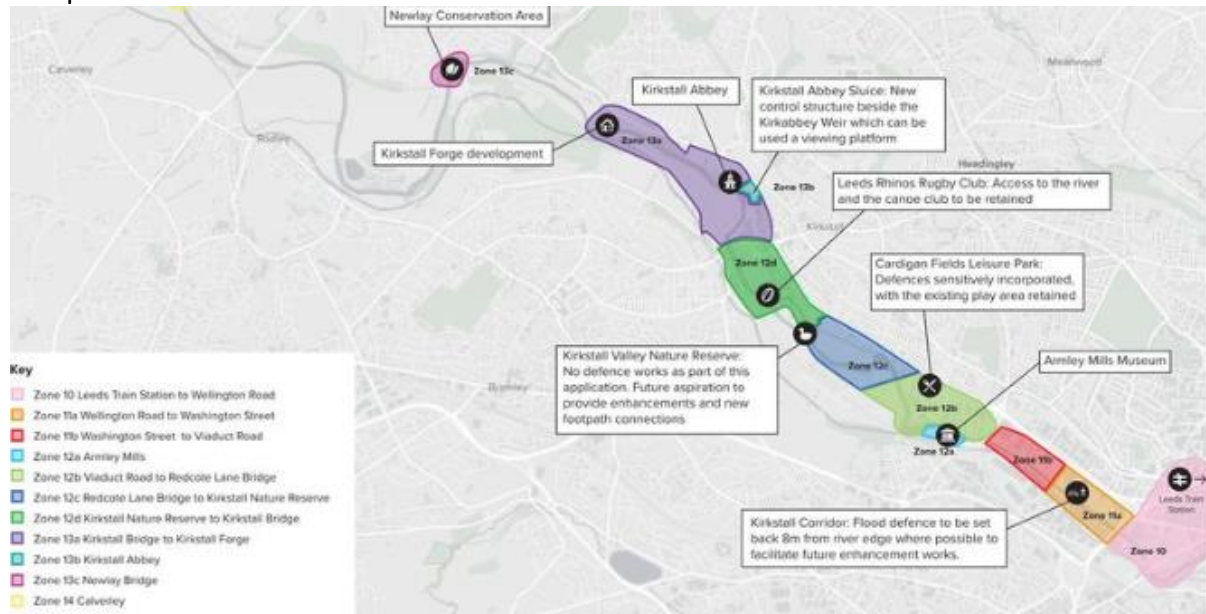 Newlay Conservation Area
Calverley
Zone 13c
Rodley
Kirkstall Forge development
Zone 13a
Kirkstall Abbey
Kirkstall Abbey Sluice: New
control structure beside the
Kirkabbey Weir which can be
used a viewing platform
Meanwood
Headingley
Zone 13b
Leeds Rhinos Rugby Club: Access to the river
and the canoe club to be
retained
Kirkstall
Zone 12d
Cardigan Fields Leisure Park:
Defences sensitively incorporated,
with the existing play area retained
Kirkstall Valley Nature Reserve:
No defence works as part of this
application. Future aspiration to
provide enhancements and new
footpath connections
Bramley
Zone 12c
Armley Mills Museum
Zone 12b
Zone 12a
Zone 11b
Zone 11a
Leeds Train
Station
Zone 10
Kirkstall Corridor: Flood defence to be set
back 8m from river edge where possible to
facilitate future enhancement works.
Key
Zone 10 Leeds Train Station to Wellington Road
Zone 11a Wellington Road to Washington Street
Zone 11b Washington Street to Viaduct Road
Zone 12a Armley Mills
Zone 12b Viaduct Road to Redcote Lane Bridge
Zone 12c Redcote Lane Bridge to Kirkstall Nature Reserve
Zone 12d Kirkstall Nature Reserve to Kirkstall Bridge
Zone 13a Kirkstall Bridge to Kirkstall Forge
Zone 13b Kirkstall Abbey
Zone 13c Newlay Bridge
Zone 14 Calverley